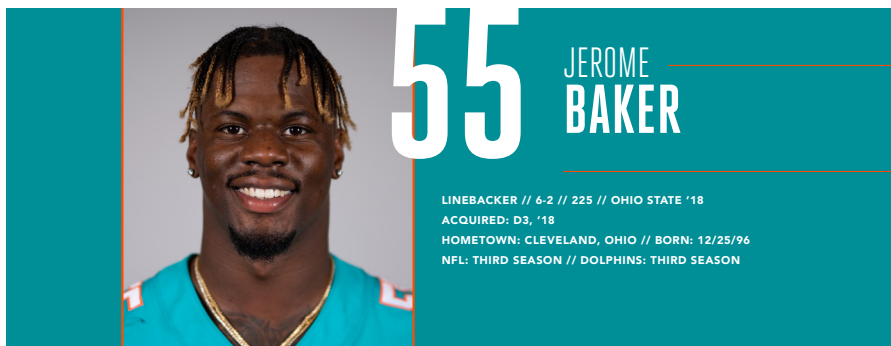 55
JEROME
BAKER
LINEBACKER // 6-2 // 225 // OHIO STATE ‘18
ACQUIRED: D3, ‘18
HOMETOWN: CLEVELAND, OHIO // BORN: 12/25/96
NFL: THIRD SEASON // DOLPHINS: THIRD SEASON